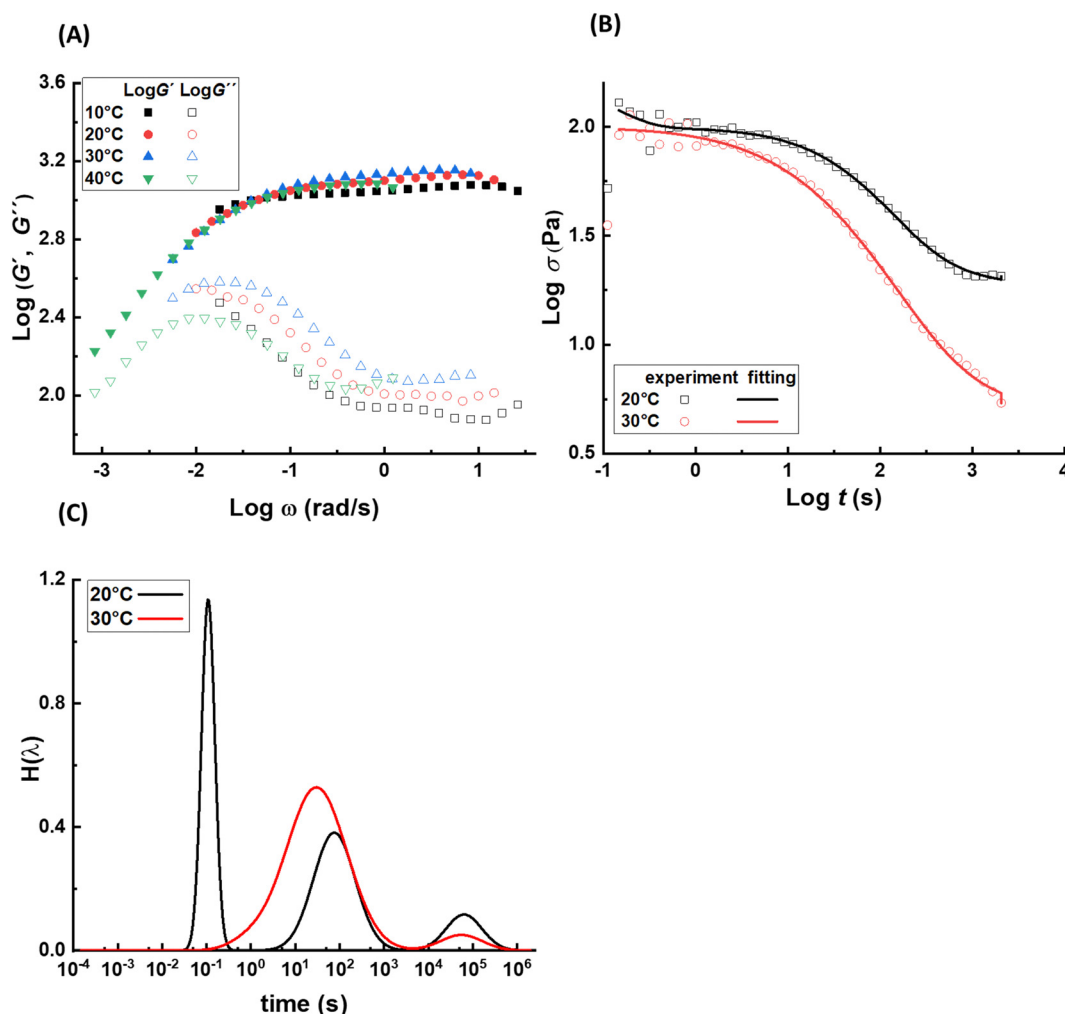 (A)
3.6
3.2
2.8
2.4
2.0
Log (G′, G′′)
LogG′ LogG′′
10°C
20°C
30°C
40°C
-3 -2 -1 0 1
Log ω (rad/s)
(B)
2.0
1.5
1.0
0.5
Log σ (Pa)
experiment fitting
20°C
30°C
-1 0 1 2 3 4
Log t (s)
(C)
1.2
0.8
0.4
0.0
H(λ)
20°C
30°C
10⁻⁴ 10⁻³ 10⁻² 10⁻¹ 10⁰ 10¹ 10² 10³ 10⁴ 10⁵ 10⁶
time (s)